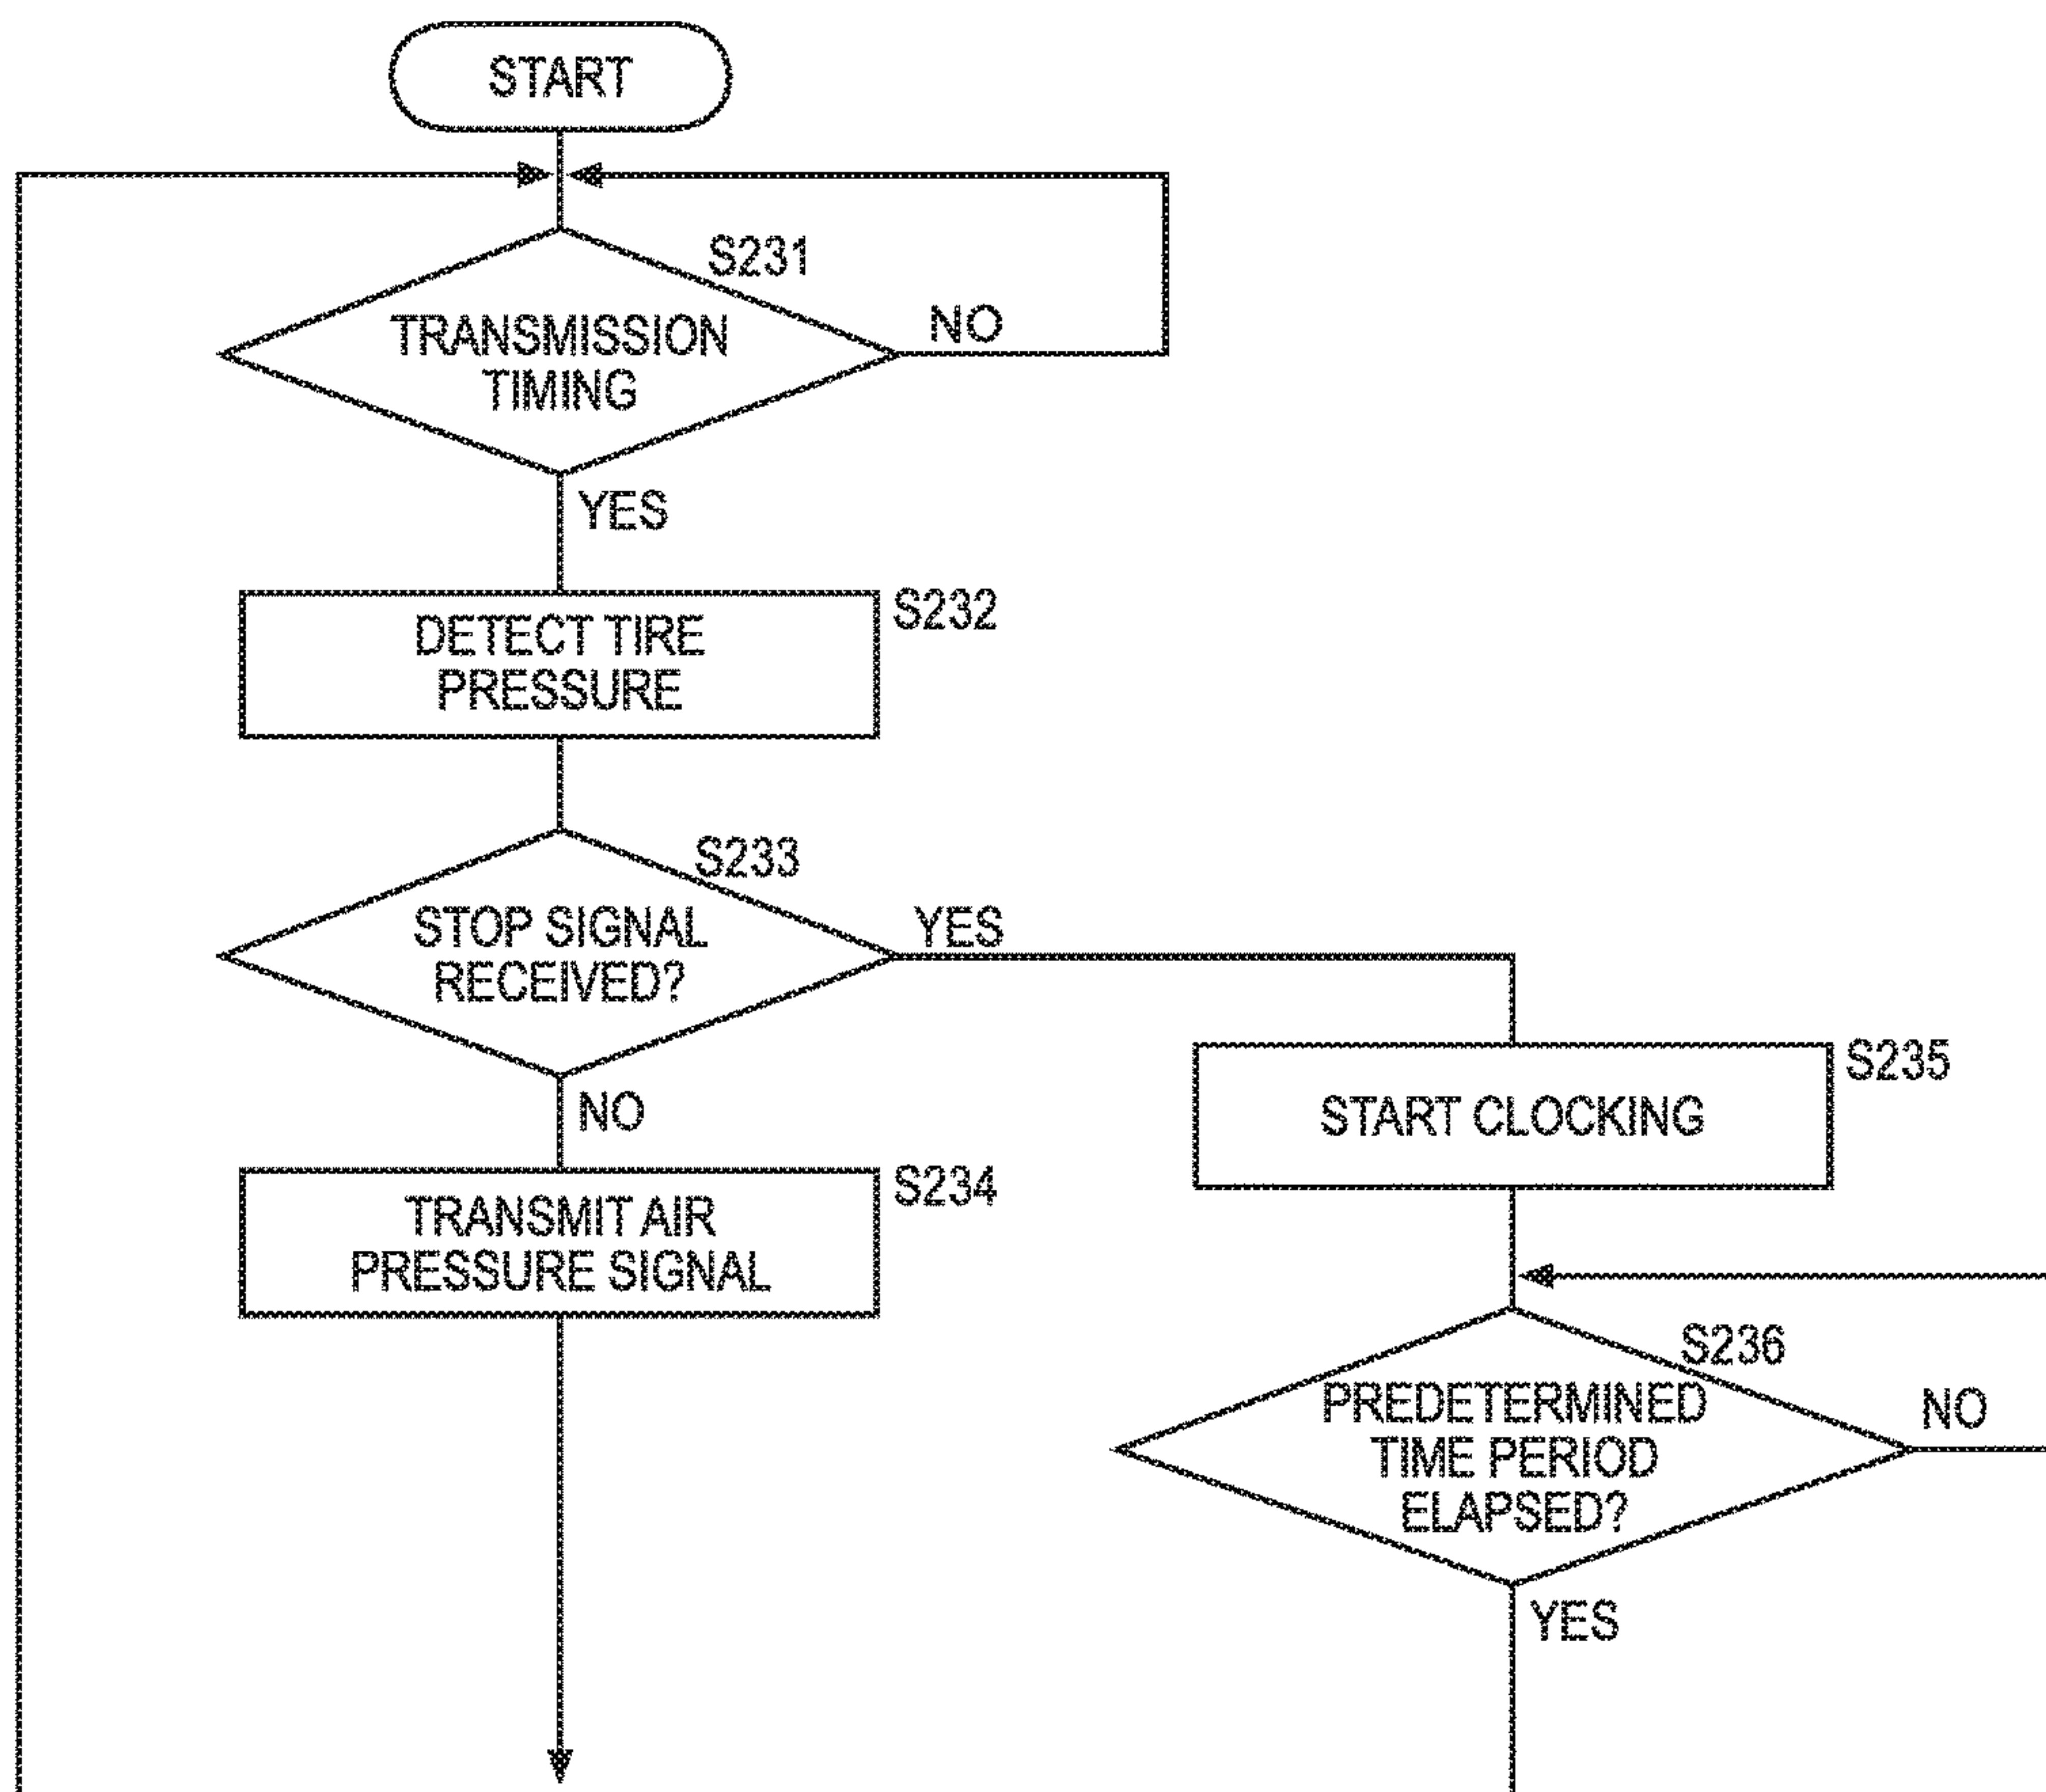 START
S231
TRANSMISSION
TIMING
NO
YES
S232
DETECT TIRE
PRESSURE
S233
STOP SIGNAL
RECEIVED?
YES
NO
S234
TRANSMIT AIR
PRESSURE SIGNAL
S235
START CLOCKING
S236
PREDETERMINED
TIME PERIOD
ELAPSED?
NO
YES